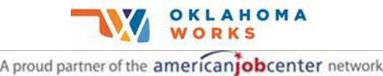 OKLAHOMA
WORKS
A proud partner of the americanjobcenter network